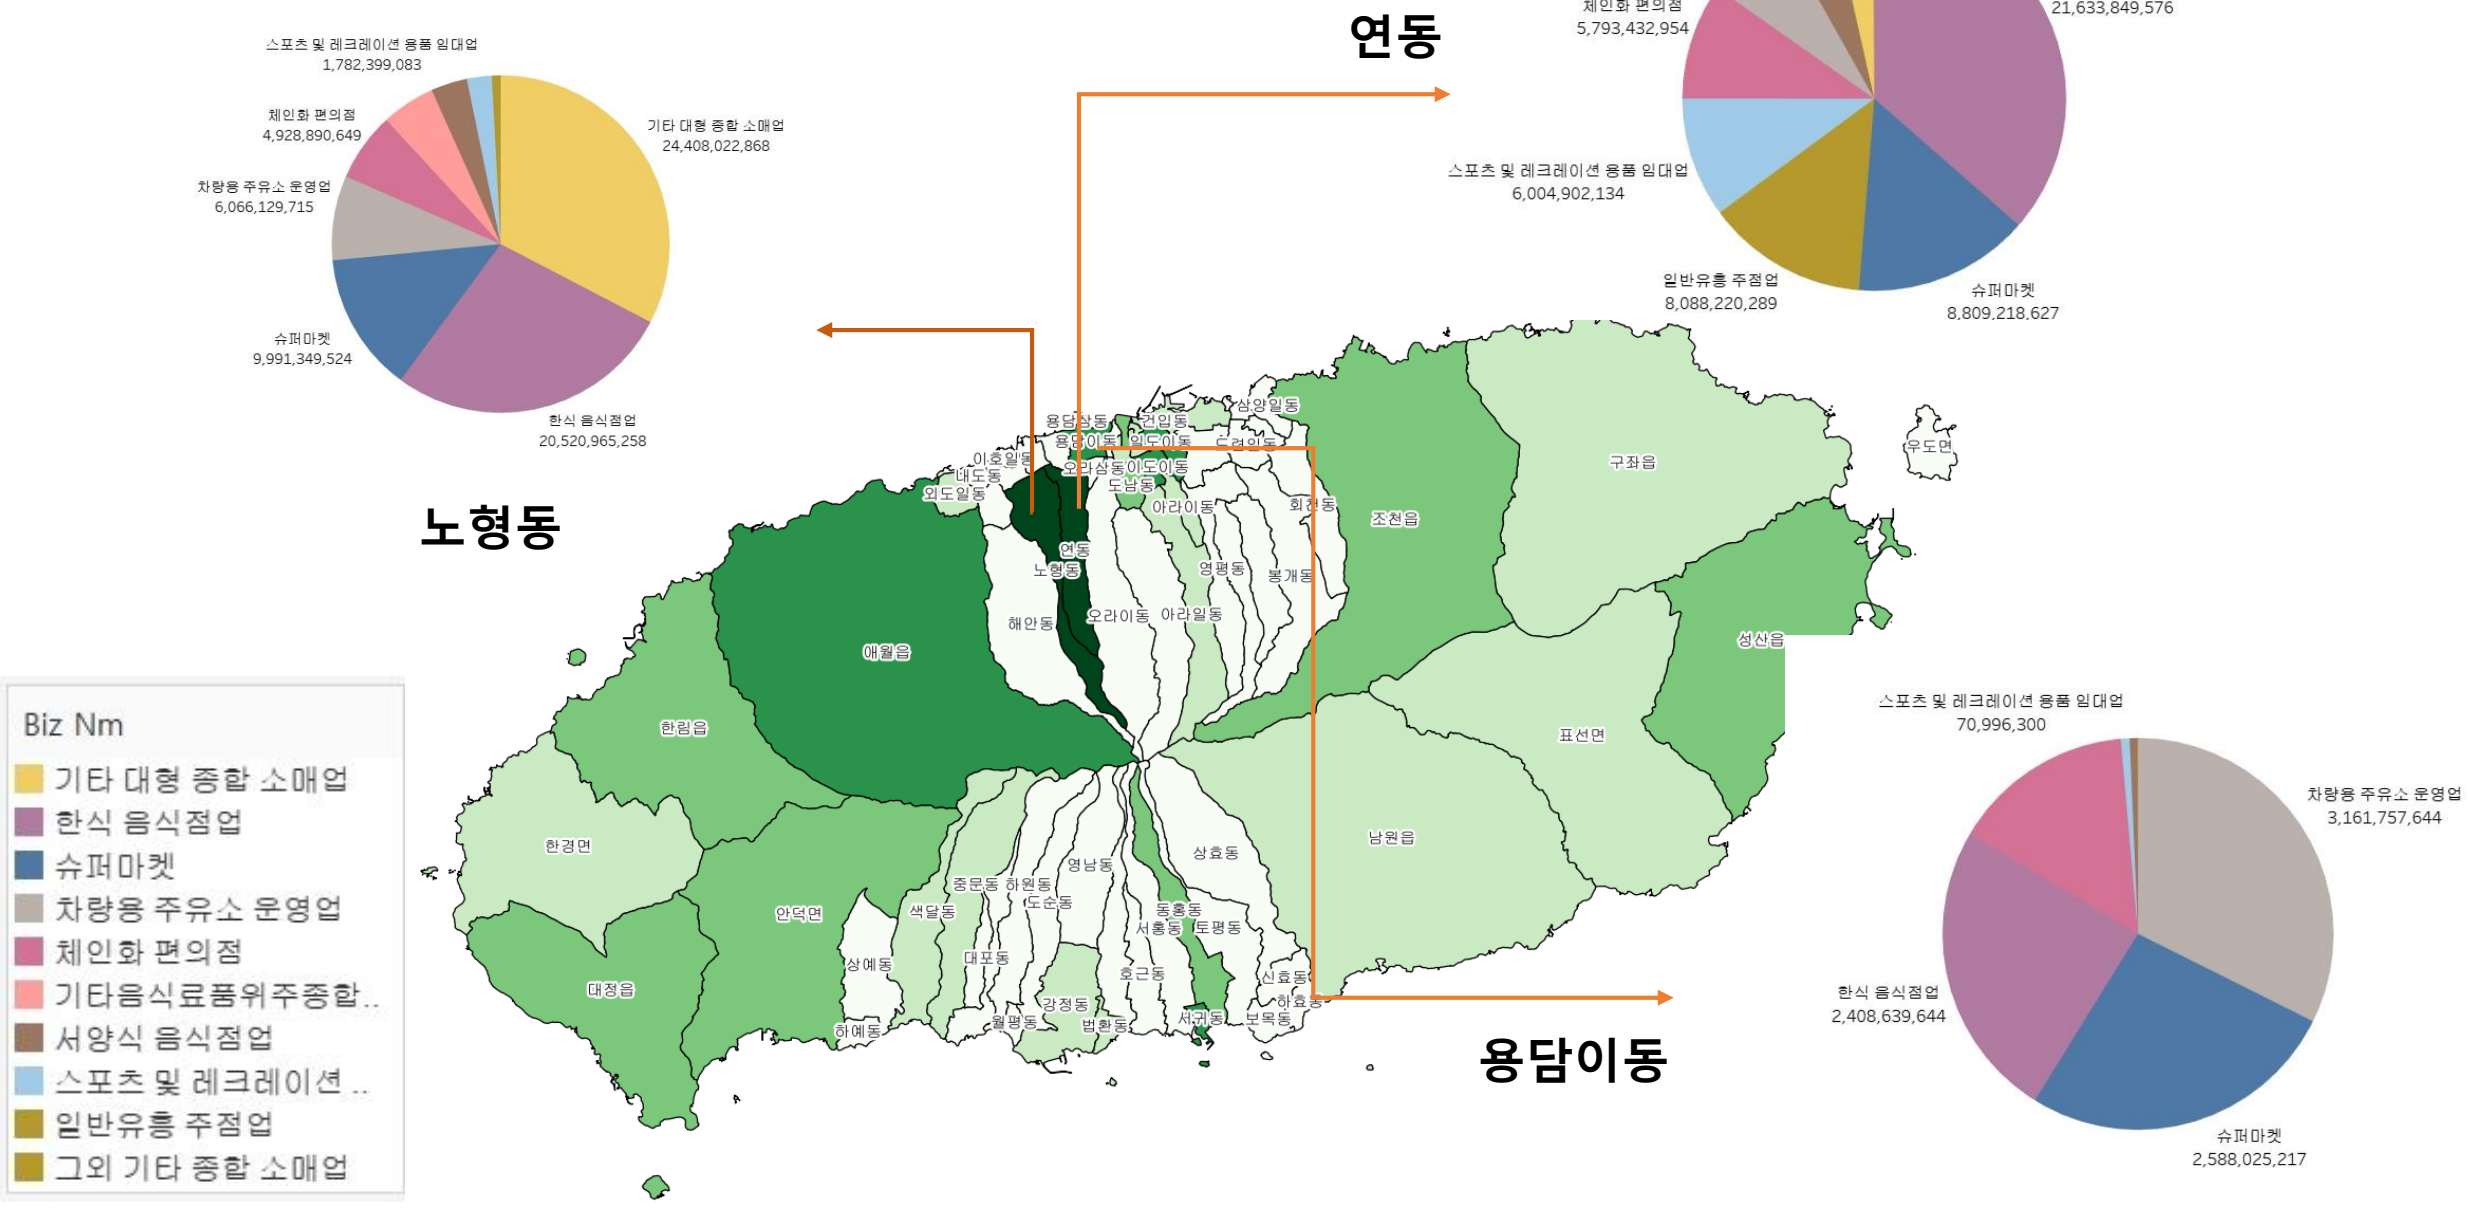 연동
체인화 편의점
5,793,432,954
21,633,849,576
스포츠 및 레크레이션 용품 임대업
6,004,902,134
일반유흥 주점업
8,088,220,289
슈퍼마켓
8,809,218,627
스포츠 및 레크레이션 용품 임대업
1,782,399,083
체인화 편의점
4,928,890,649
기타 대형 종합 소매업
24,408,022,868
차량용 주유소 운영업
6,066,129,715
슈퍼마켓
9,991,349,524
한식 음식점업
20,520,965,258
노형동
용담삼동
건입동
삼양일동
용담이동
일도이동
도련일동
이호일동
내도동
외도일동
오라삼동
이도이동
도남동
아라이동
회천동
조천읍
구좌읍
우도면
연동
노형동
영평동
봉개동
해안동
오라이동
아라일동
애월읍
성산읍
한림읍
표선면
한경면
남원읍
안덕면
대정읍
영남동
상효동
중문동
하원동
도순동
색달동
동홍동
서홍동
토평동
상예동
대포동
호근동
신효동
하효동
강정동
하예동
월평동
법환동
서귀동
보목동
Biz Nm
기타 대형 종합 소매업
한식 음식점업
슈퍼마켓
차량용 주유소 운영업
체인화 편의점
기타음식료품위주종합..
서양식 음식점업
스포츠 및 레크레이션 ..
일반유흥 주점업
그외 기타 종합 소매업
용담이동
스포츠 및 레크레이션 용품 임대업
70,996,300
차량용 주유소 운영업
3,161,757,644
한식 음식점업
2,408,639,644
슈퍼마켓
2,588,025,217